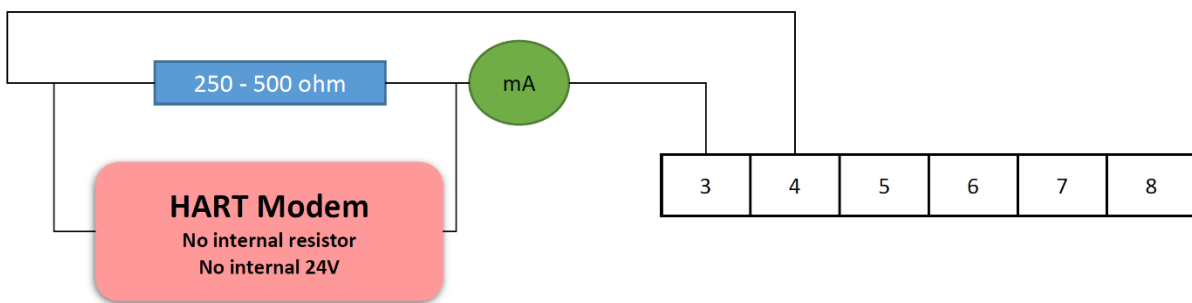 250 - 500 ohm
mA
HART Modem
No internal resistor
No internal 24V
3 4 5 6 7 8